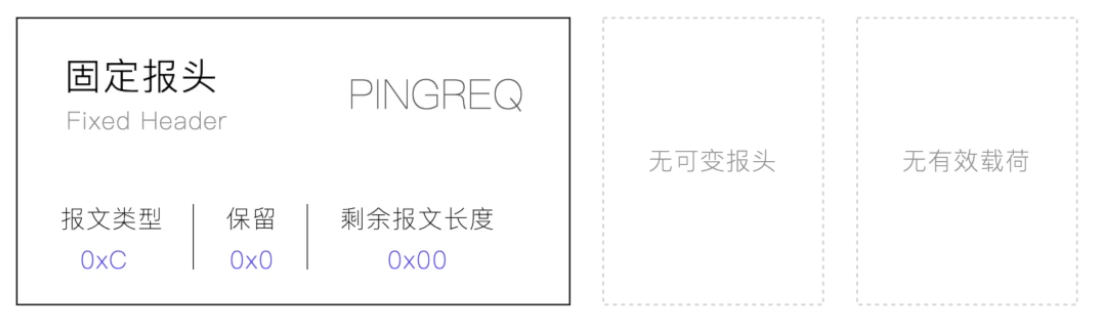 固定报头
Fixed Header
PINGREQ
报文类型
0xC
保留
0x0
剩余报文长度
0x00
无可变报头
无有效载荷